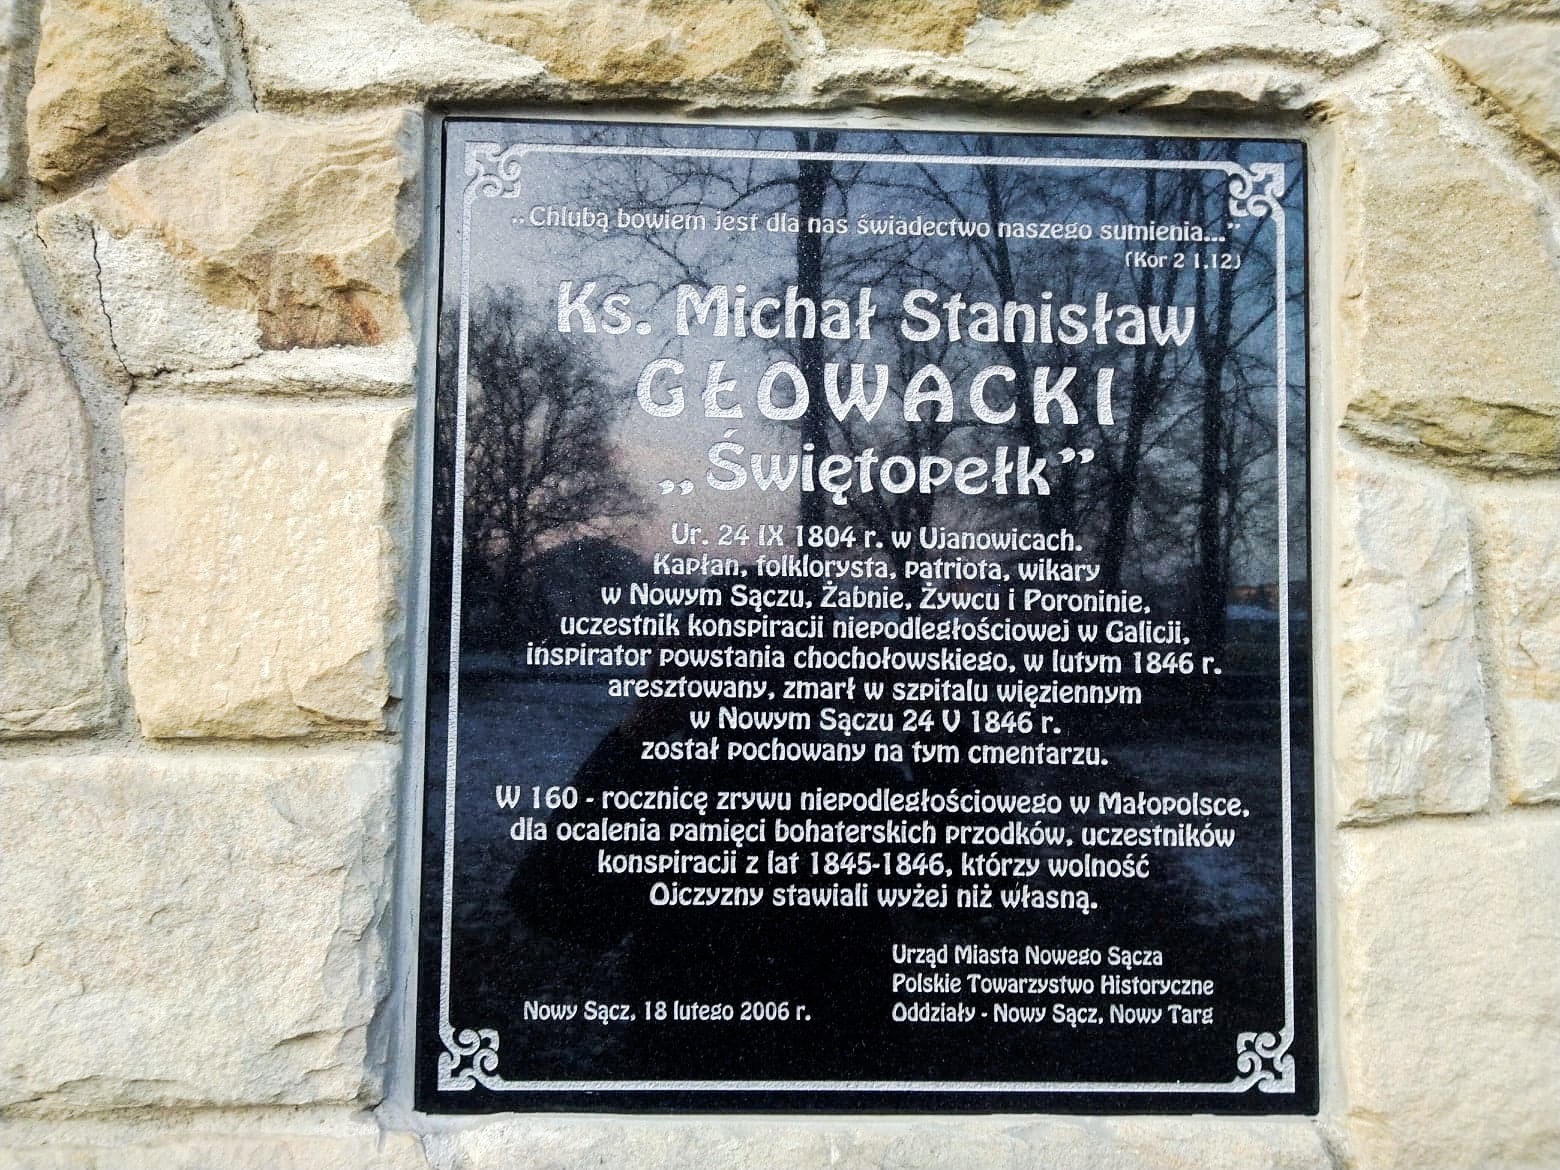 „Chlubą bowiem jest dla nas świadectwo naszego sumienia...”
(Kor 2 1,12)
Ks. Michał Stanisław
GŁOWACKI
„Świętopełk”
Ur. 24 IX 1804 r. w Ujanowicach.
Kapłan, folklorysta, patriota, wikary
w Nowym Sączu, Żabnie, Żywcu i Poroninie,
uczestnik konspiracji niepodległościowej w Galicji,
inspirator powstania chochołowskiego, w lutym 1846 r.
aresztowany, zmarł w szpitalu więziennym
w Nowym Sączu 24 V 1846 r.
został pochowany na tym cmentarzu.
W 160 - rocznicę zrywu niepodległościowego w Małopolsce,
dla ocalenia pamięci bohaterskich przodków, uczestników
konspiracji z lat 1845-1846, którzy wolność
Ojczyzny stawiali wyżej niż własną.
Urząd Miasta Nowego Sącza
Polskie Towarzystwo Historyczne
Oddziały - Nowy Sącz, Nowy Targ
Nowy Sącz, 18 lutego 2006 r.